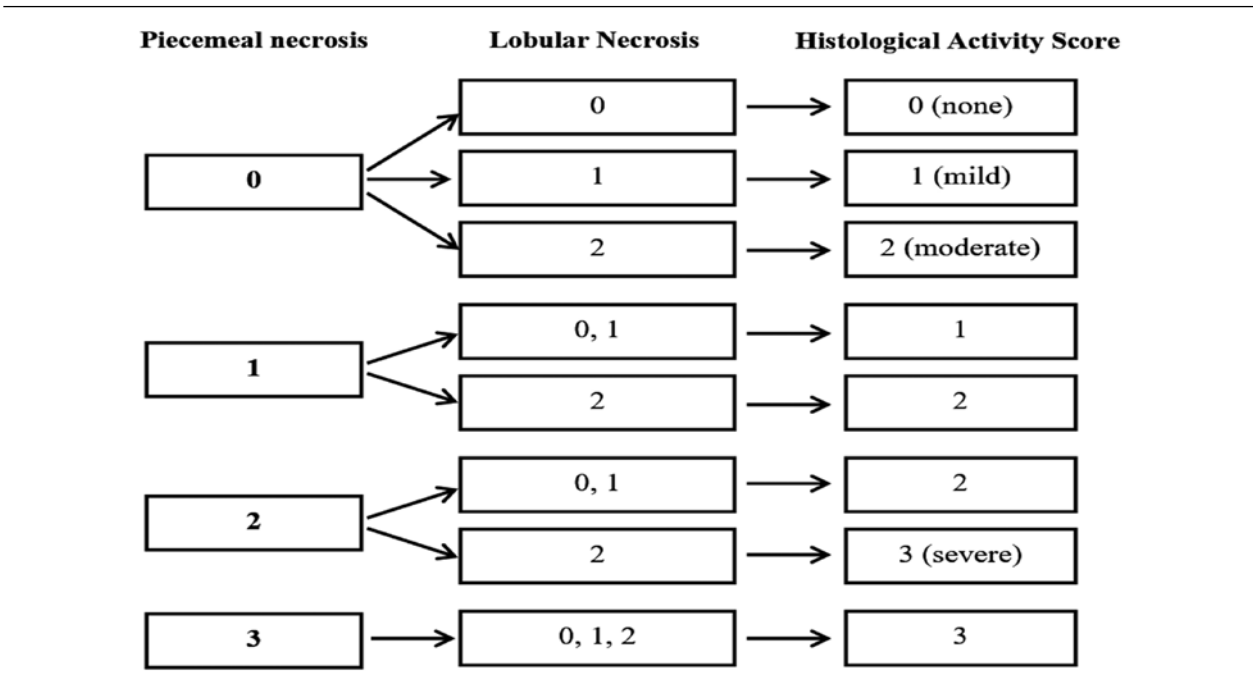 Piecemeal necrosis Lobular Necrosis Histological Activity Score
0 0 (none)
0 1 1 (mild)
2 2 (moderate)
0, 1 1
1
2 2
0, 1 2
2
2 3 (severe)
3 0, 1, 2 3